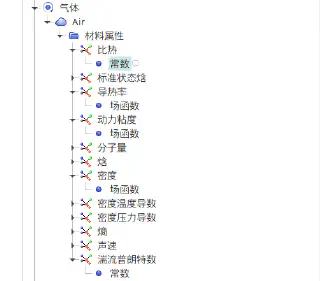 气体
Air
材料属性
比热
常数
标准状态焓
导热率
场函数
动力粘度
场函数
分子量
焓
密度
场函数
密度温度导数
密度压力导数
熵
声速
湍流普朗特数
常数